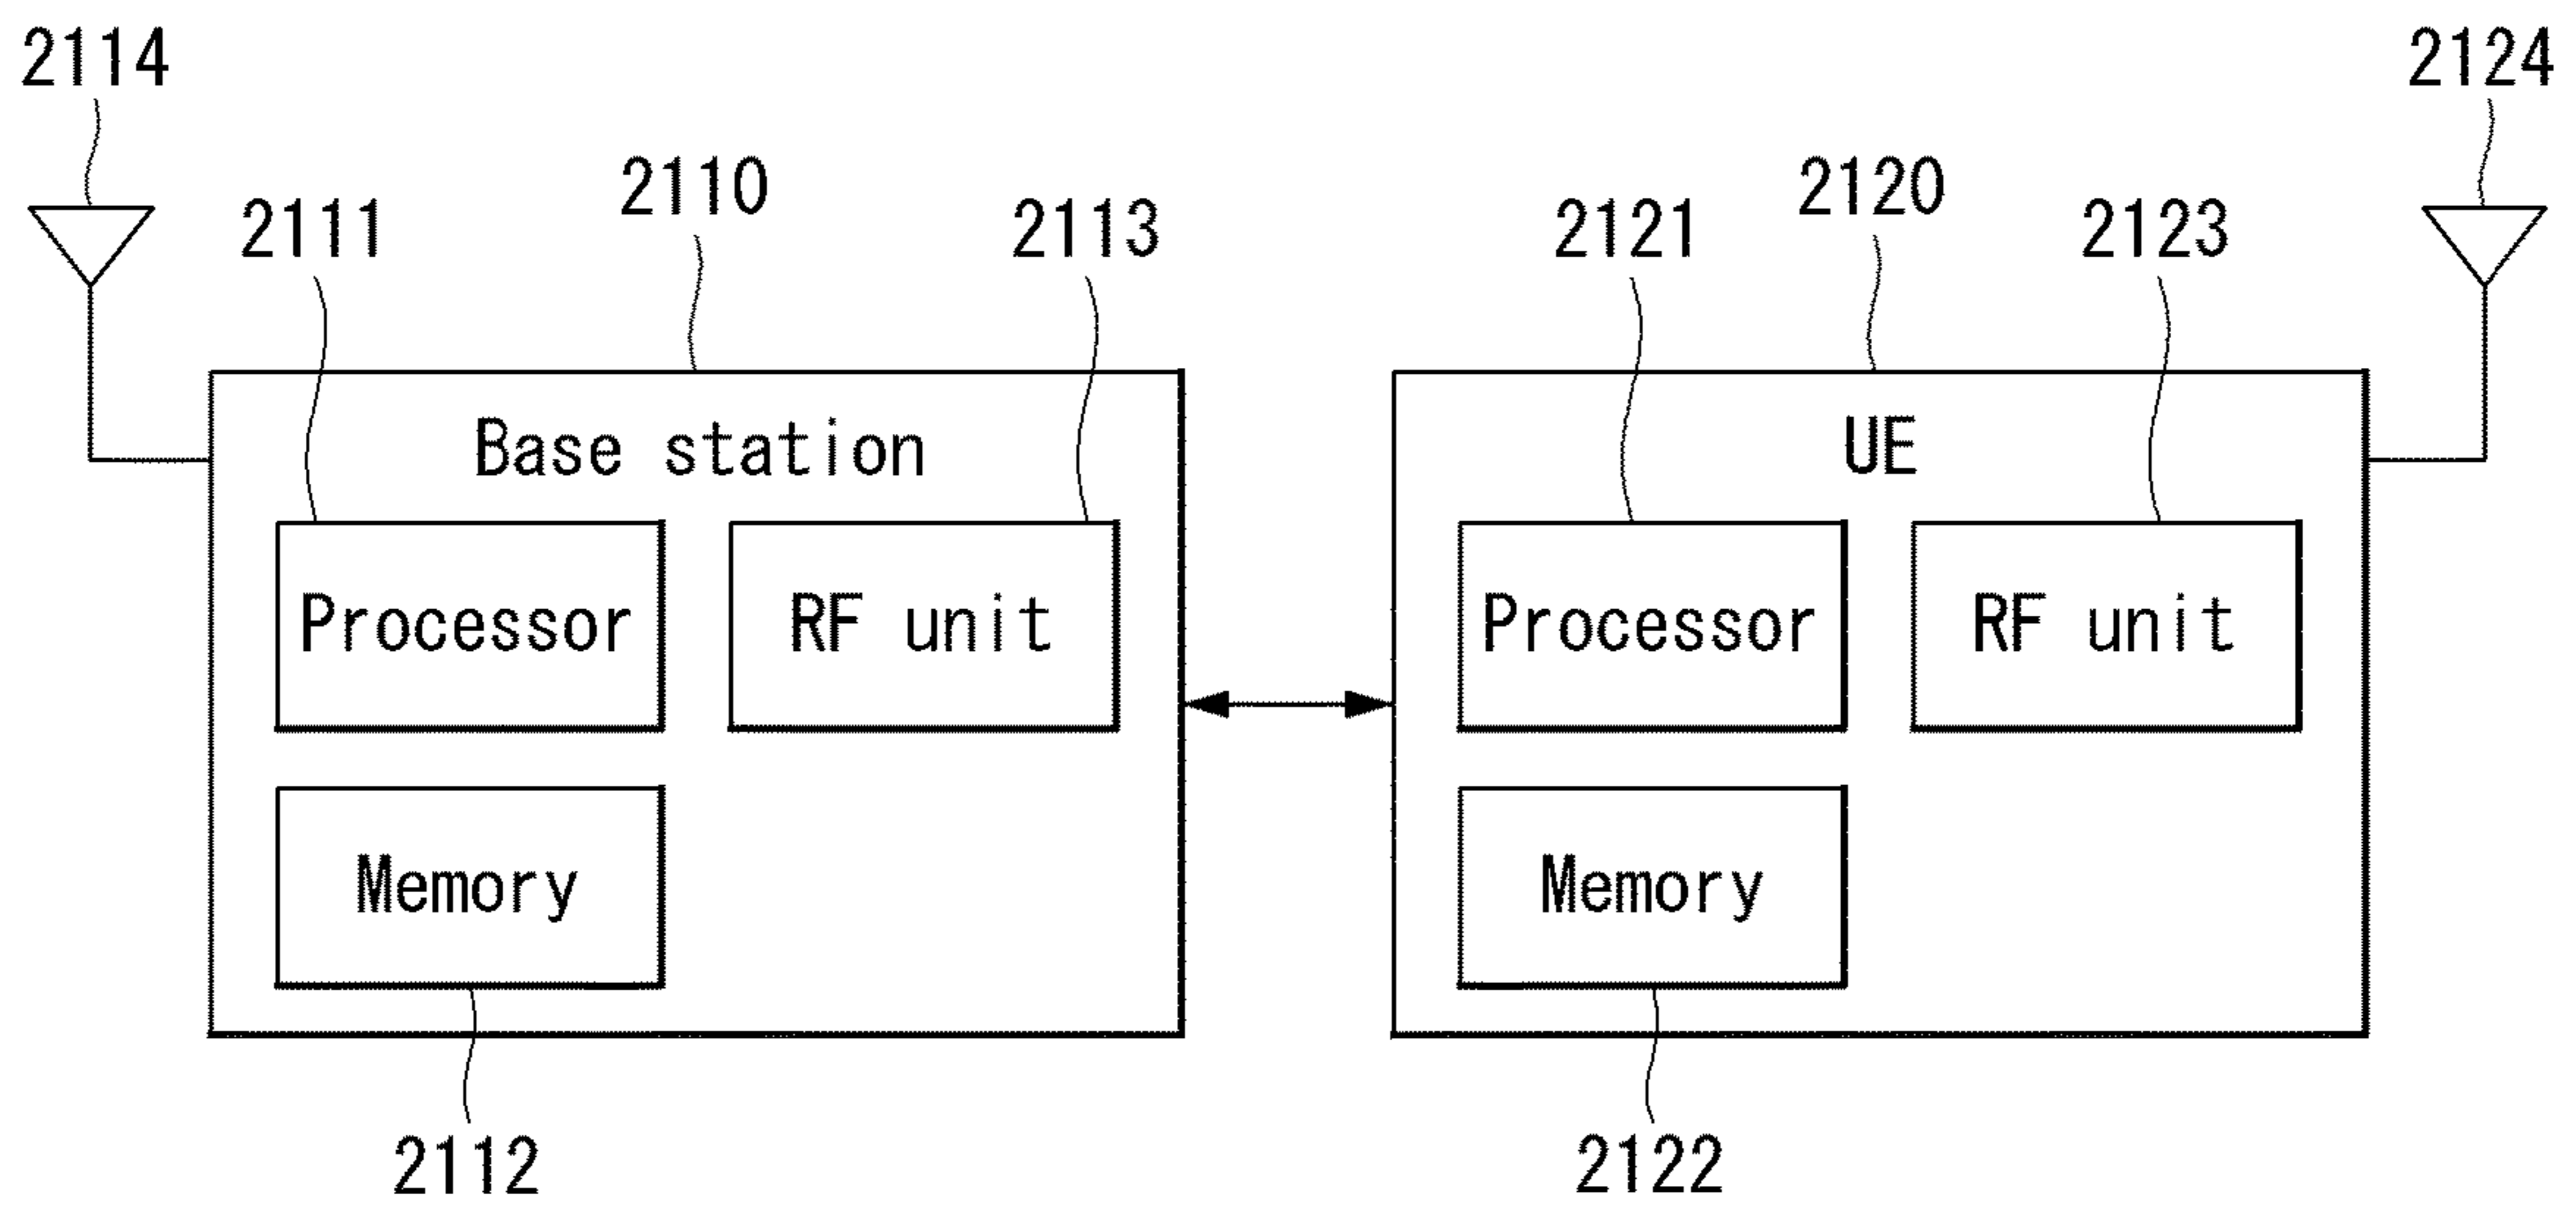 2114
2124
2110
2120
2111
2113
2121
2123
Base station
UE
Processor
RF unit
Processor
RF unit
Memory
Memory
2112
2122